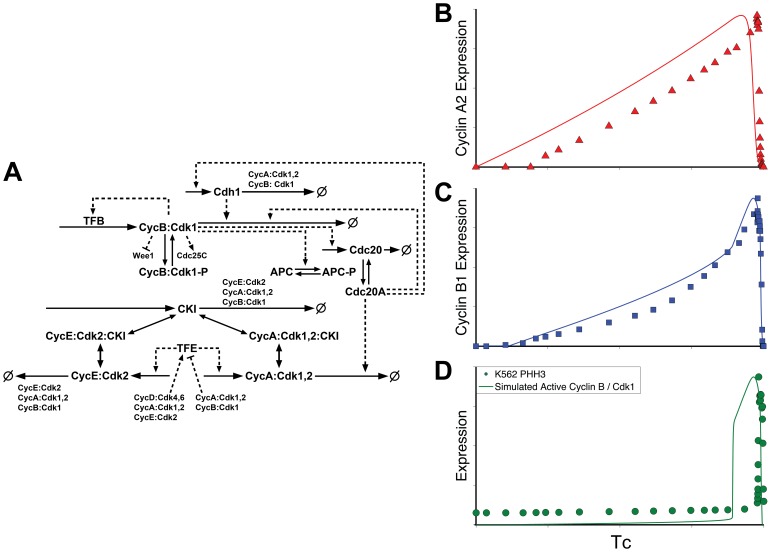 A
CycA:Cdk1,2
CycB: Cdk1
Cdh1
∅
TFB
CycB:Cdk1
∅
Wee1
Cdc25C
Cdc20
∅
CycB:Cdk1-P
APC
APC-P
Cdc20A
CycE:Cdk2
CycA:Cdk1,2
CycB:Cdk1
CKI
∅
CycE:Cdk2:CKI
CycA:Cdk1,2:CKI
TFE
∅
CycE:Cdk2
CycA:Cdk1,2
∅
CycE:Cdk2
CycA:Cdk1,2
CycB:Cdk1
CycD:Cdk4,6
CycA:Cdk1,2
CycE:Cdk2
CycA:Cdk1,2
CycB:Cdk1
B
Cyclin A2 Expression
C
Cyclin B1 Expression
D
K562 PHH3
Simulated Active Cyclin B / Cdk1
Expression
Tc